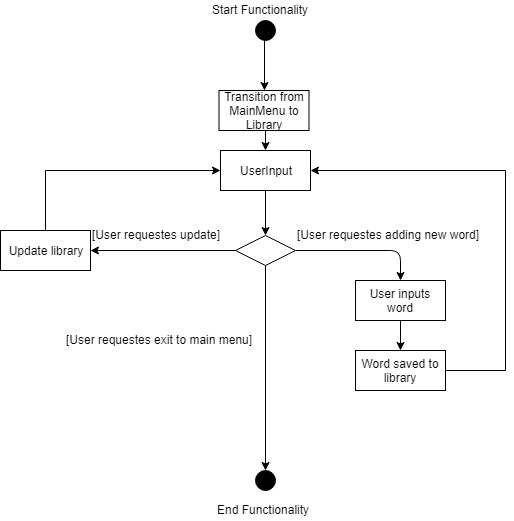 Start Functionality
Transition from
MainMenu to
Library
UserInput
[User requestes update]
[User requestes adding new word]
Update library
User inputs
word
[User requestes exit to main menu]
Word saved to
library
End Functionality